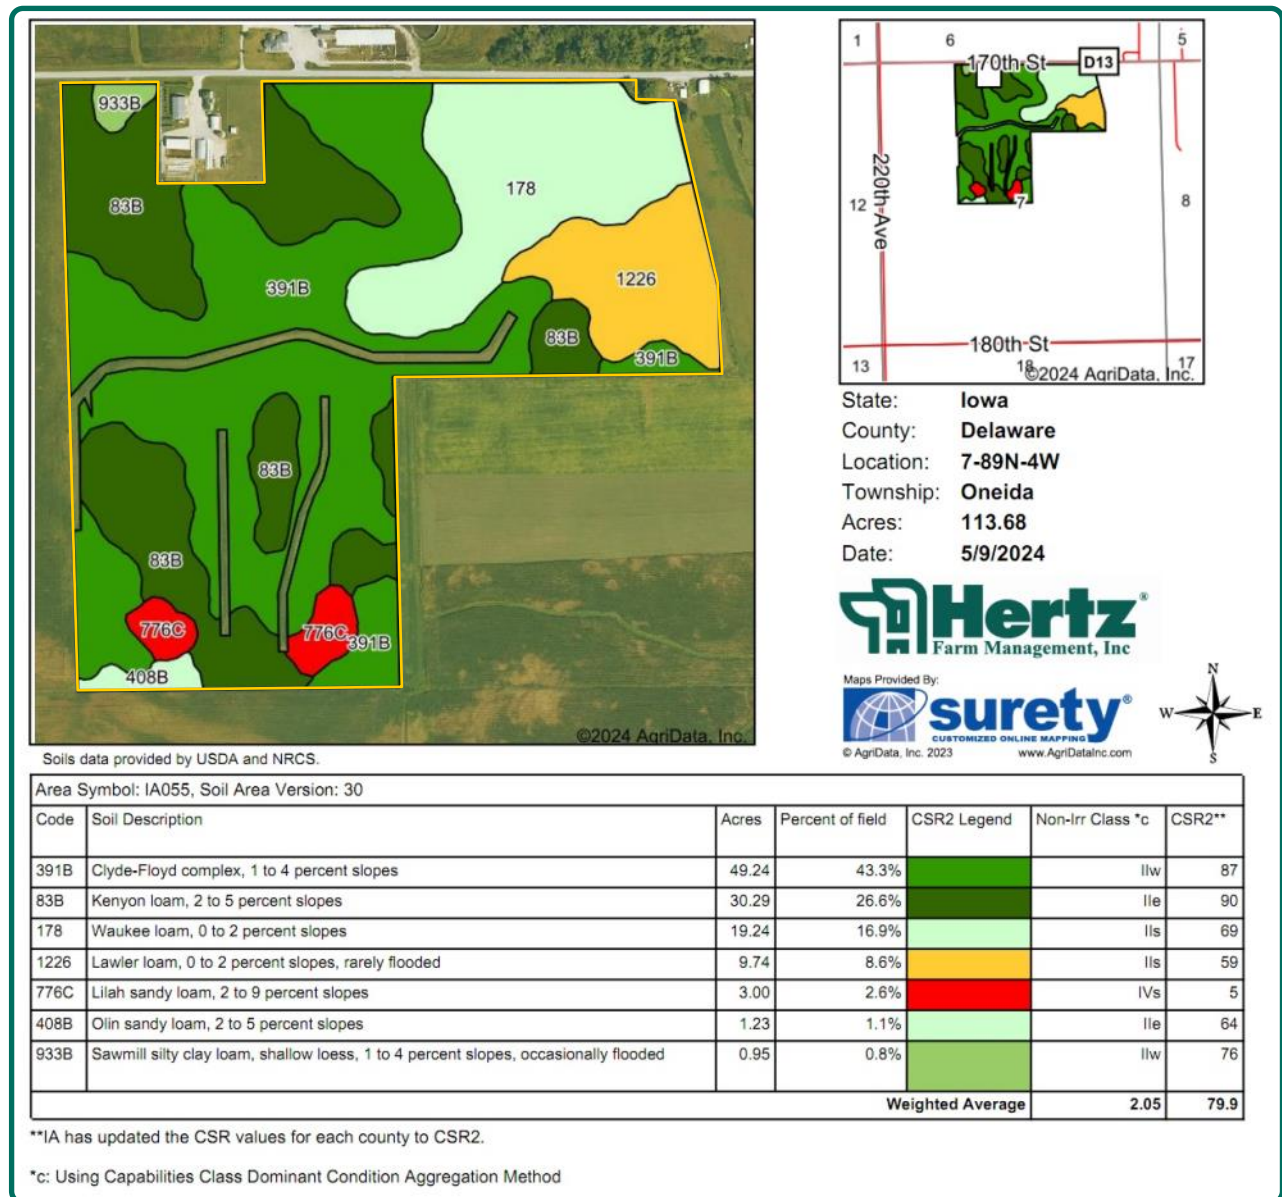 933B
83B
178
391B
1226
83B
391B
83B
83B
776C
776C
391B
408B
©2024 AgriData, Inc.
Soils data provided by USDA and NRCS.
1 6 5
170th St D13
220th Ave
12 7 8
180th St
13 18 17
©2024 AgriData, Inc.
State: Iowa
County: Delaware
Location: 7-89N-4W
Township: Oneida
Acres: 113.68
Date: 5/9/2024
Hertz®
Farm Management, Inc
Maps Provided By:
surety®
CUSTOMIZED ONLINE MAPPING
© AgriData, Inc. 2023 www.AgriDataInc.com
N
W E
S
Area Symbol: IA055, Soil Area Version: 30
Code Soil Description Acres Percent of field CSR2 Legend Non-Irr Class *c CSR2**
391B Clyde-Floyd complex, 1 to 4 percent slopes 49.24 43.3% IIw 87
83B Kenyon loam, 2 to 5 percent slopes 30.29 26.6% IIe 90
178 Waukee loam, 0 to 2 percent slopes 19.24 16.9% IIs 69
1226 Lawler loam, 0 to 2 percent slopes, rarely flooded 9.74 8.6% IIs 59
776C Lilah sandy loam, 2 to 9 percent slopes 3.00 2.6% IVs 5
408B Olin sandy loam, 2 to 5 percent slopes 1.23 1.1% IIe 64
933B Sawmill silty clay loam, shallow loess, 1 to 4 percent slopes, occasionally flooded 0.95 0.8% IIw 76
Weighted Average 2.05 79.9
**IA has updated the CSR values for each county to CSR2.
*c: Using Capabilities Class Dominant Condition Aggregation Method